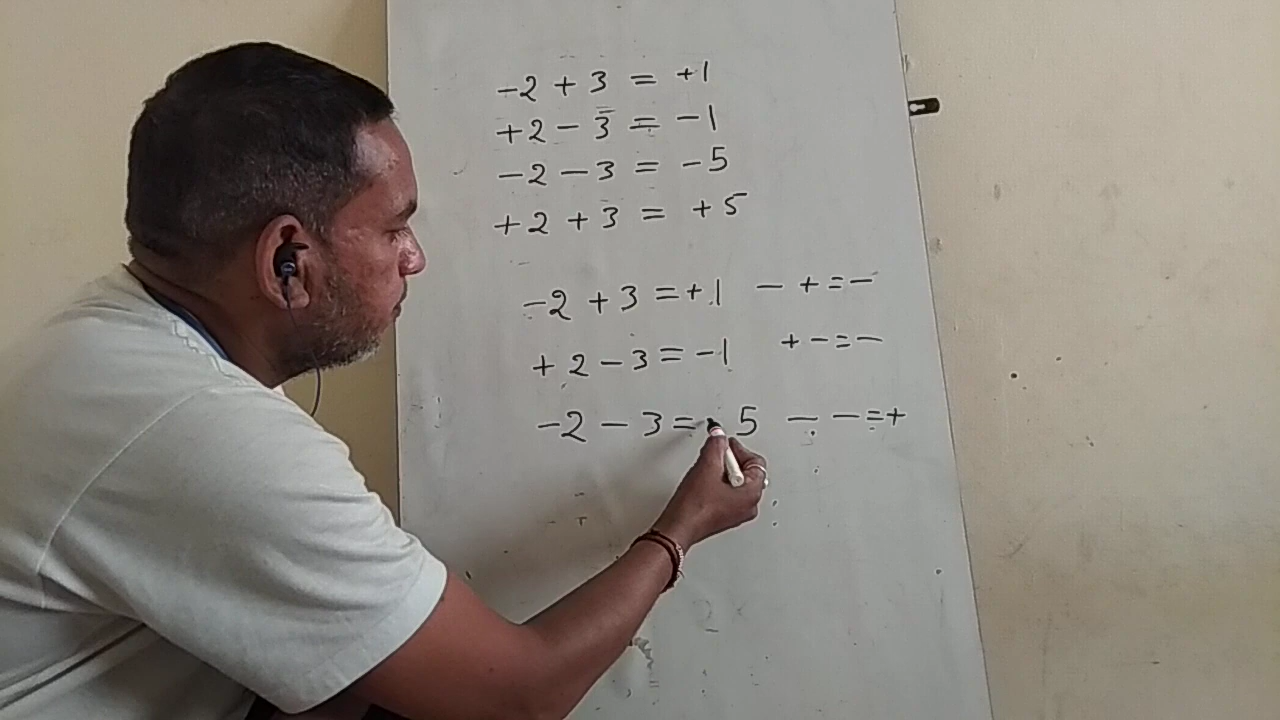 -2 + 3 = +1
+2 - 3 = -1
-2 - 3 = -5
+2 + 3 = +5
-2 + 3 = +1 - + = -
+2 - 3 = -1 + - = -
-2 - 3 = 5 - - = +